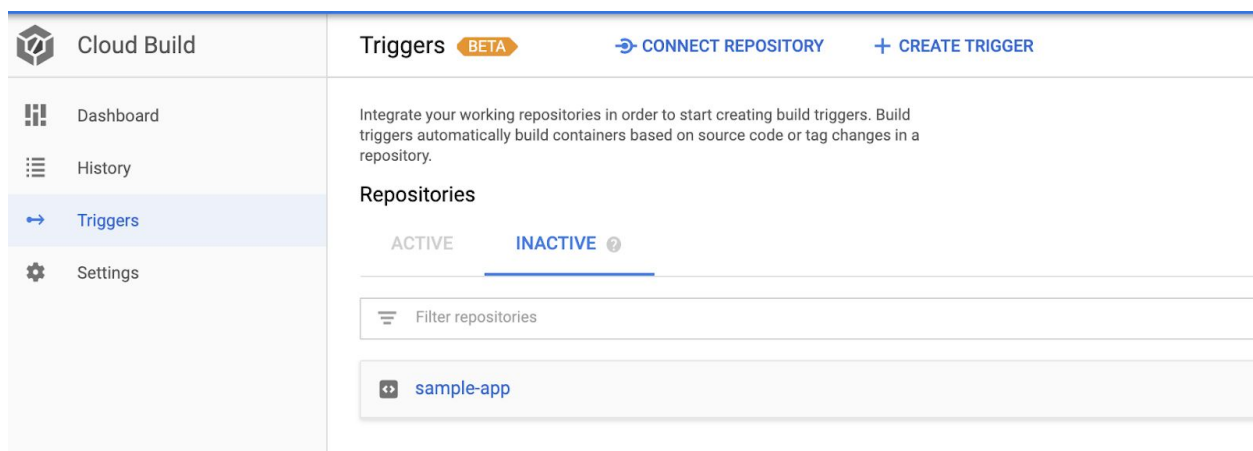 Cloud Build
Triggers BETA CONNECT REPOSITORY + CREATE TRIGGER
Dashboard
History
Triggers
Settings
Integrate your working repositories in order to start creating build triggers. Build
triggers automatically build containers based on source code or tag changes in a
repository.
Repositories
ACTIVE INACTIVE ?
Filter repositories
sample-app